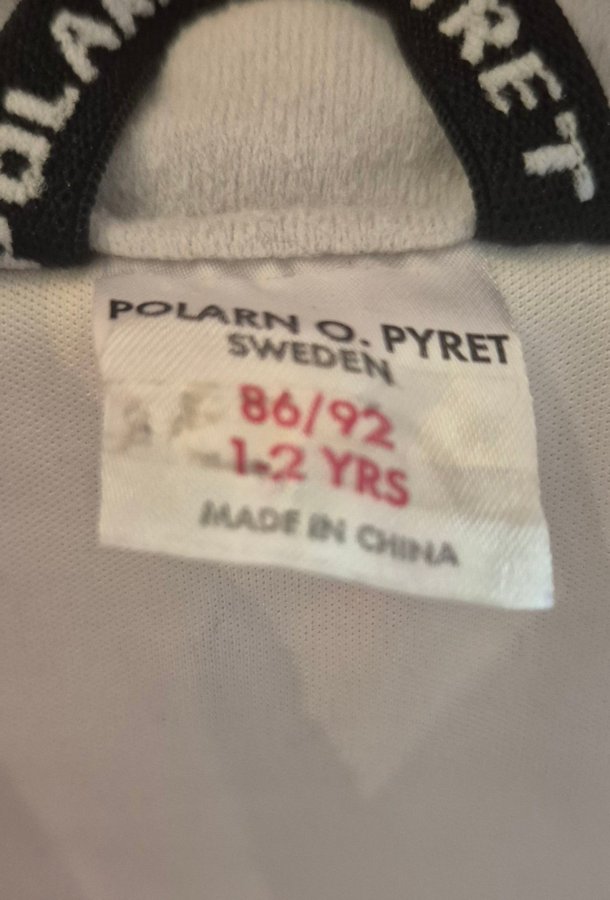 POLARN O. PYRET
SWEDEN
86/92
1-2 YRS
MADE IN CHINA